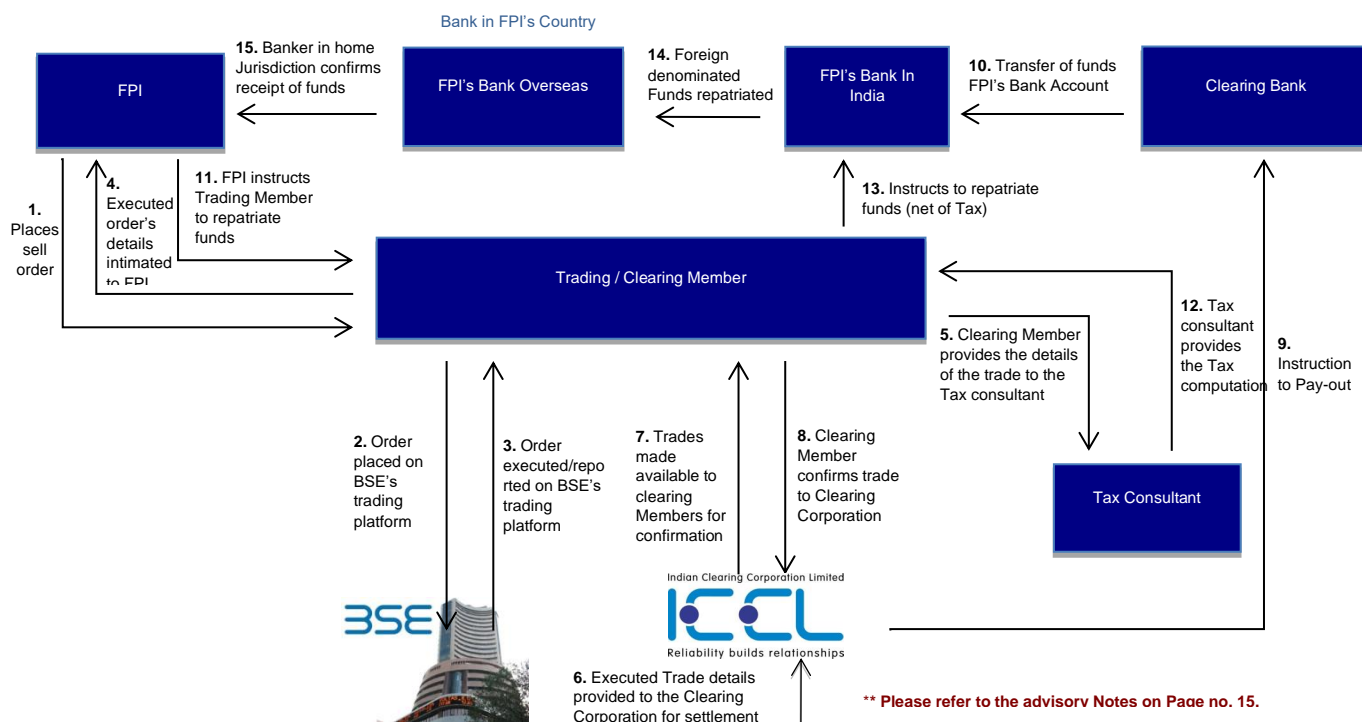 Bank in FPI's Country
15. Banker in home
Jurisdiction confirms
receipt of funds
14. Foreign
denominated
Funds repatriated
10. Transfer of funds
FPI's Bank Account
FPI
FPI's Bank Overseas
FPI's Bank In
India
Clearing Bank
1.
Places
sell
order
4.
Executed
order's
details
intimated
to FPI
11. FPI instructs
Trading Member
to repatriate
funds
13. Instructs to repatriate
funds (net of Tax)
Trading / Clearing Member
5. Clearing Member
provides the details
of the trade to the
Tax consultant
12. Tax
consultant
provides
the Tax
computation
9.
Instruction
to Pay-out
2. Order
placed on
BSE's
trading
platform
3. Order
executed/repo
rted on BSE's
trading
platform
7. Trades
made
available to
clearing
Members for
confirmation
8. Clearing
Member
confirms trade
to Clearing
Corporation
Tax Consultant
BSE
Indian Clearing Corporation Limited
ICCL
Reliability builds relationships
6. Executed Trade details
provided to the Clearing
Corporation for settlement
** Please refer to the advisory Notes on Page no. 15.